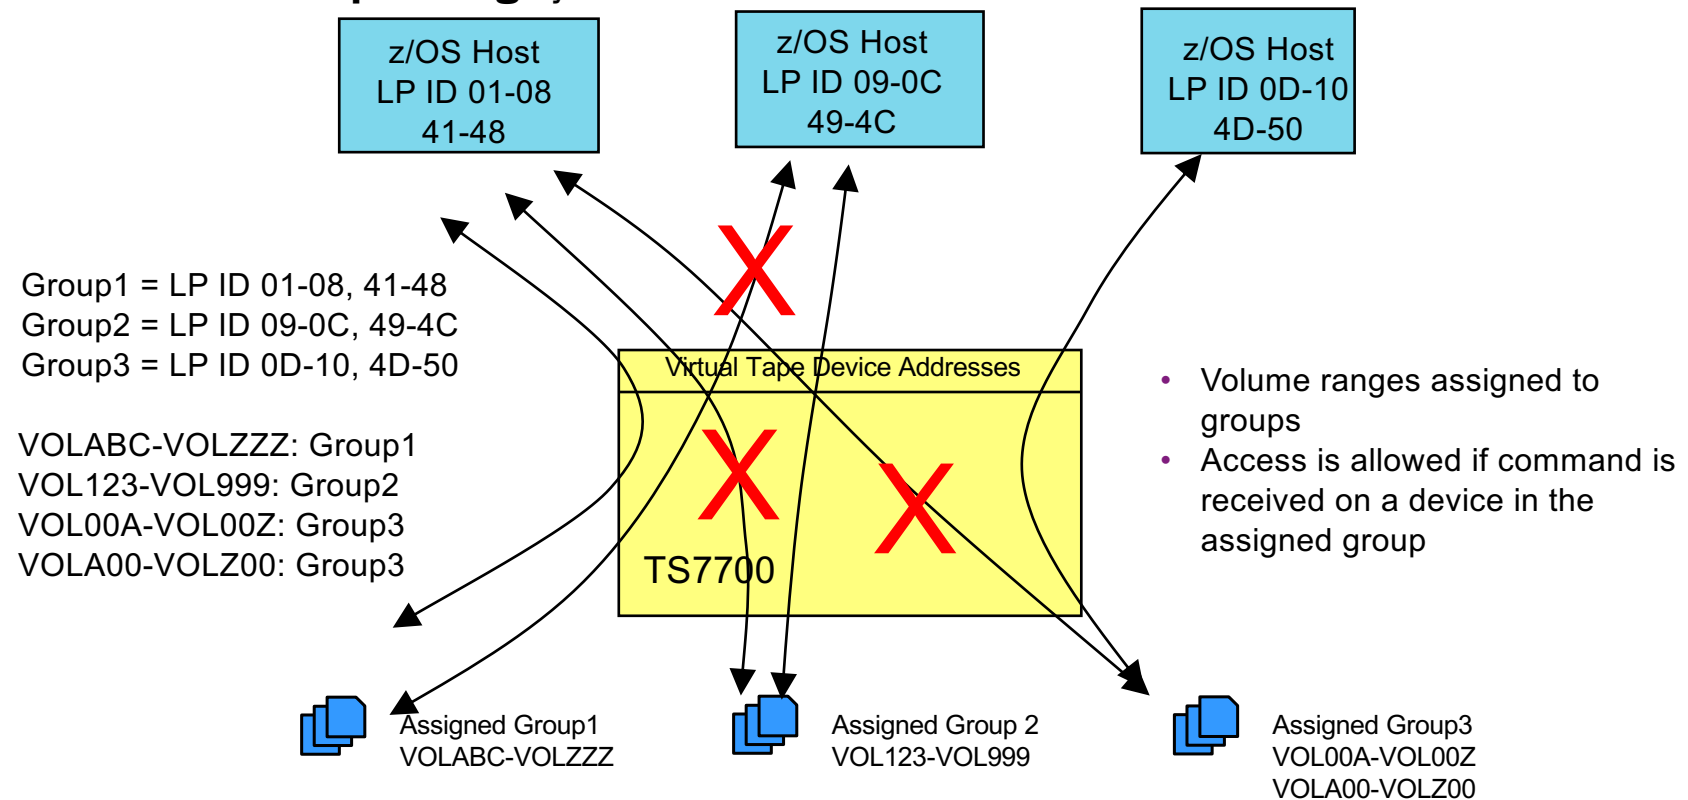 z/OS Host
LP ID 01-08
41-48
z/OS Host
LP ID 09-0C
49-4C
z/OS Host
LP ID 0D-10
4D-50
Group1 = LP ID 01-08, 41-48
Group2 = LP ID 09-0C, 49-4C
Group3 = LP ID 0D-10, 4D-50
VOLABC-VOLZZZ: Group1
VOL123-VOL999: Group2
VOL00A-VOL00Z: Group3
VOLA00-VOLZ00: Group3
Virtual Tape Device Addresses
TS7700
X
X
X
• Volume ranges assigned to
groups
• Access is allowed if command is
received on a device in the
assigned group
Assigned Group1
VOLABC-VOLZZZ
Assigned Group 2
VOL123-VOL999
Assigned Group3
VOL00A-VOL00Z
VOLA00-VOLZ00